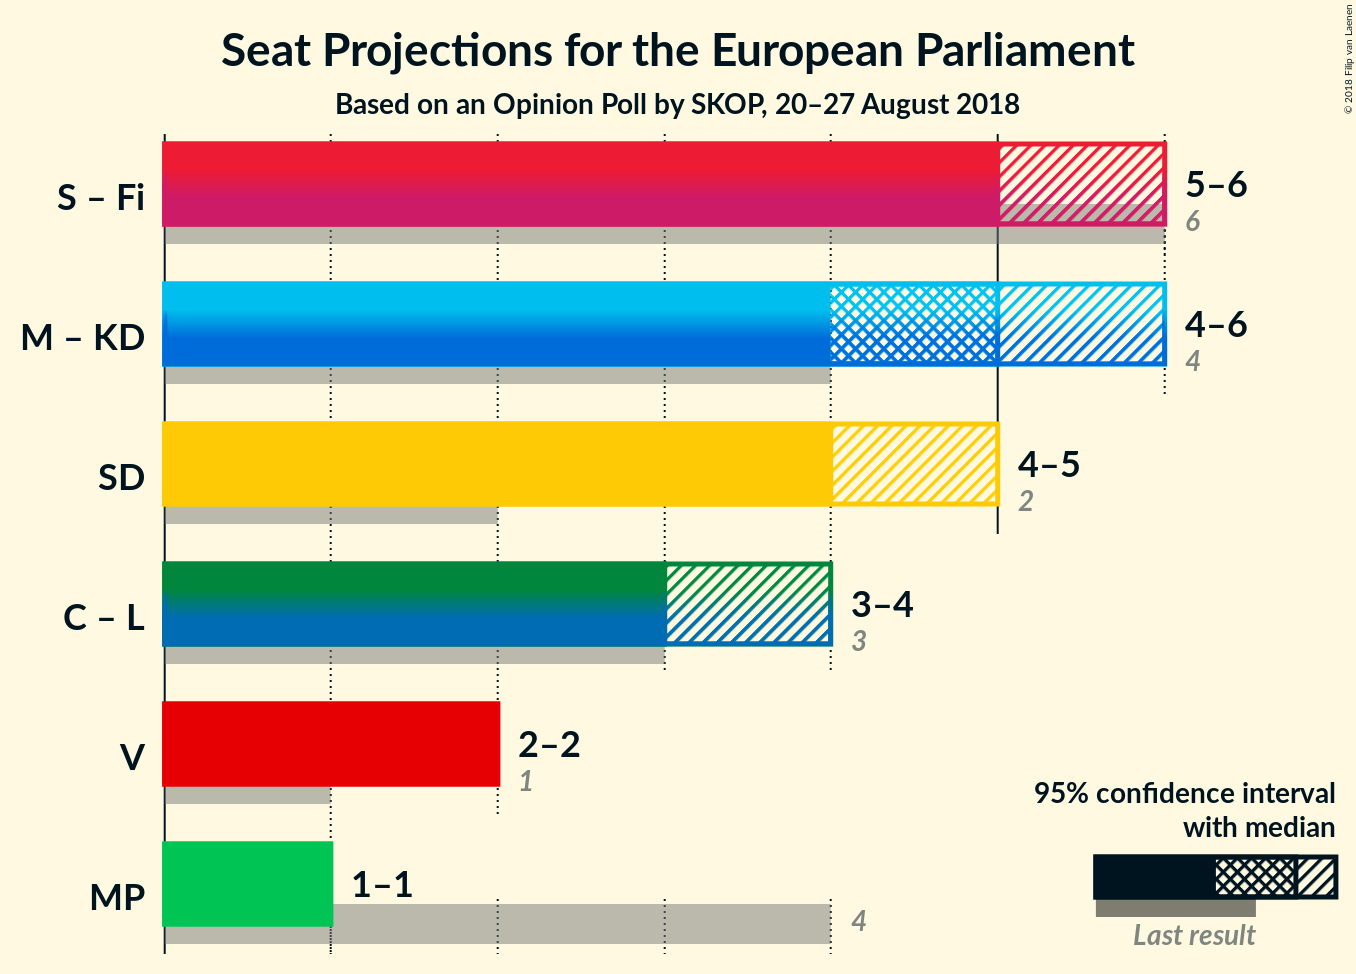 Seat Projections for the European Parliament
Based on an Opinion Poll by SKOP, 20–27 August 2018
© 2018 Filip van Laenen
S – Fi
5–6
6
M – KD
4–6
4
SD
4–5
2
C – L
3–4
3
V
2–2
1
MP
1–1
4
95% confidence interval
with median
Last result